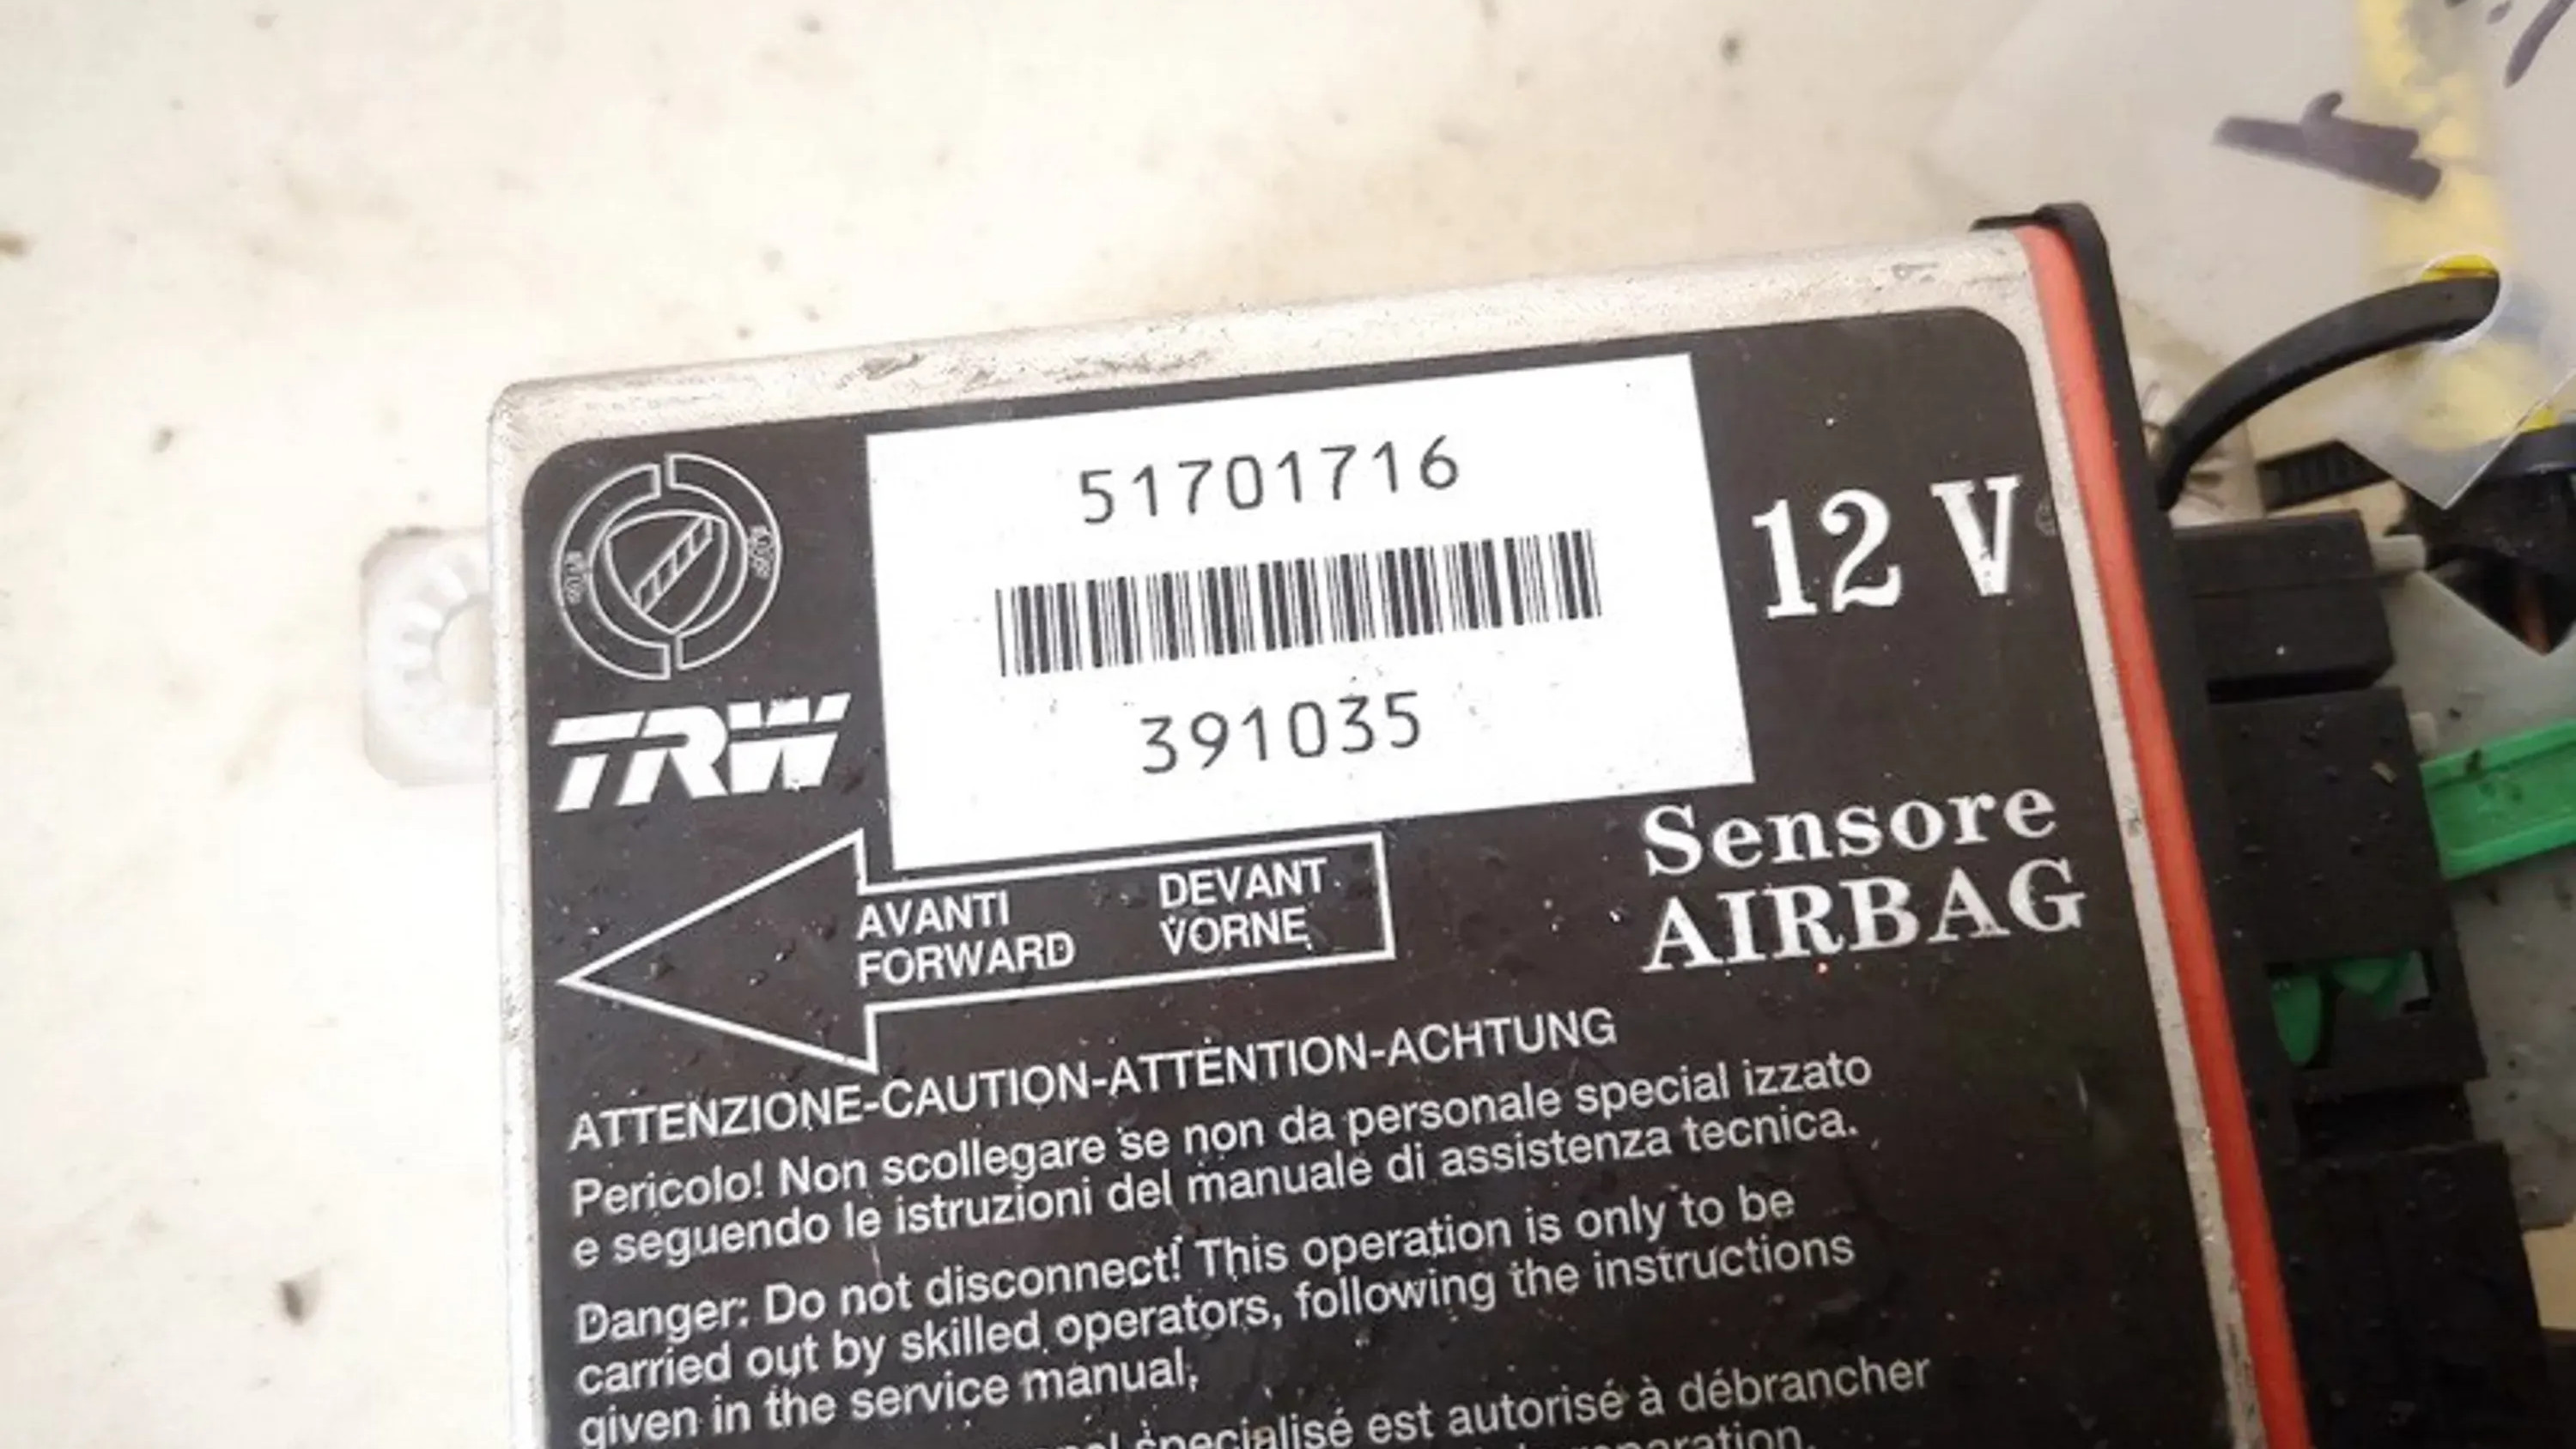 51701716
12 V
391035
TRW
Sensore
AIRBAG
AVANTI DEVANT
FORWARD VORNE
ATTENZIONE-CAUTION-ATTENTION-ACHTUNG
Pericolo! Non scollegare se non da personale special izzato
e seguendo le istruzioni del manuale di assistenza tecnica.
Danger: Do not disconnect! This operation is only to be
carried out by skilled operators, following the instructions
given in the service manual,
specialisé est autorisé à débrancher